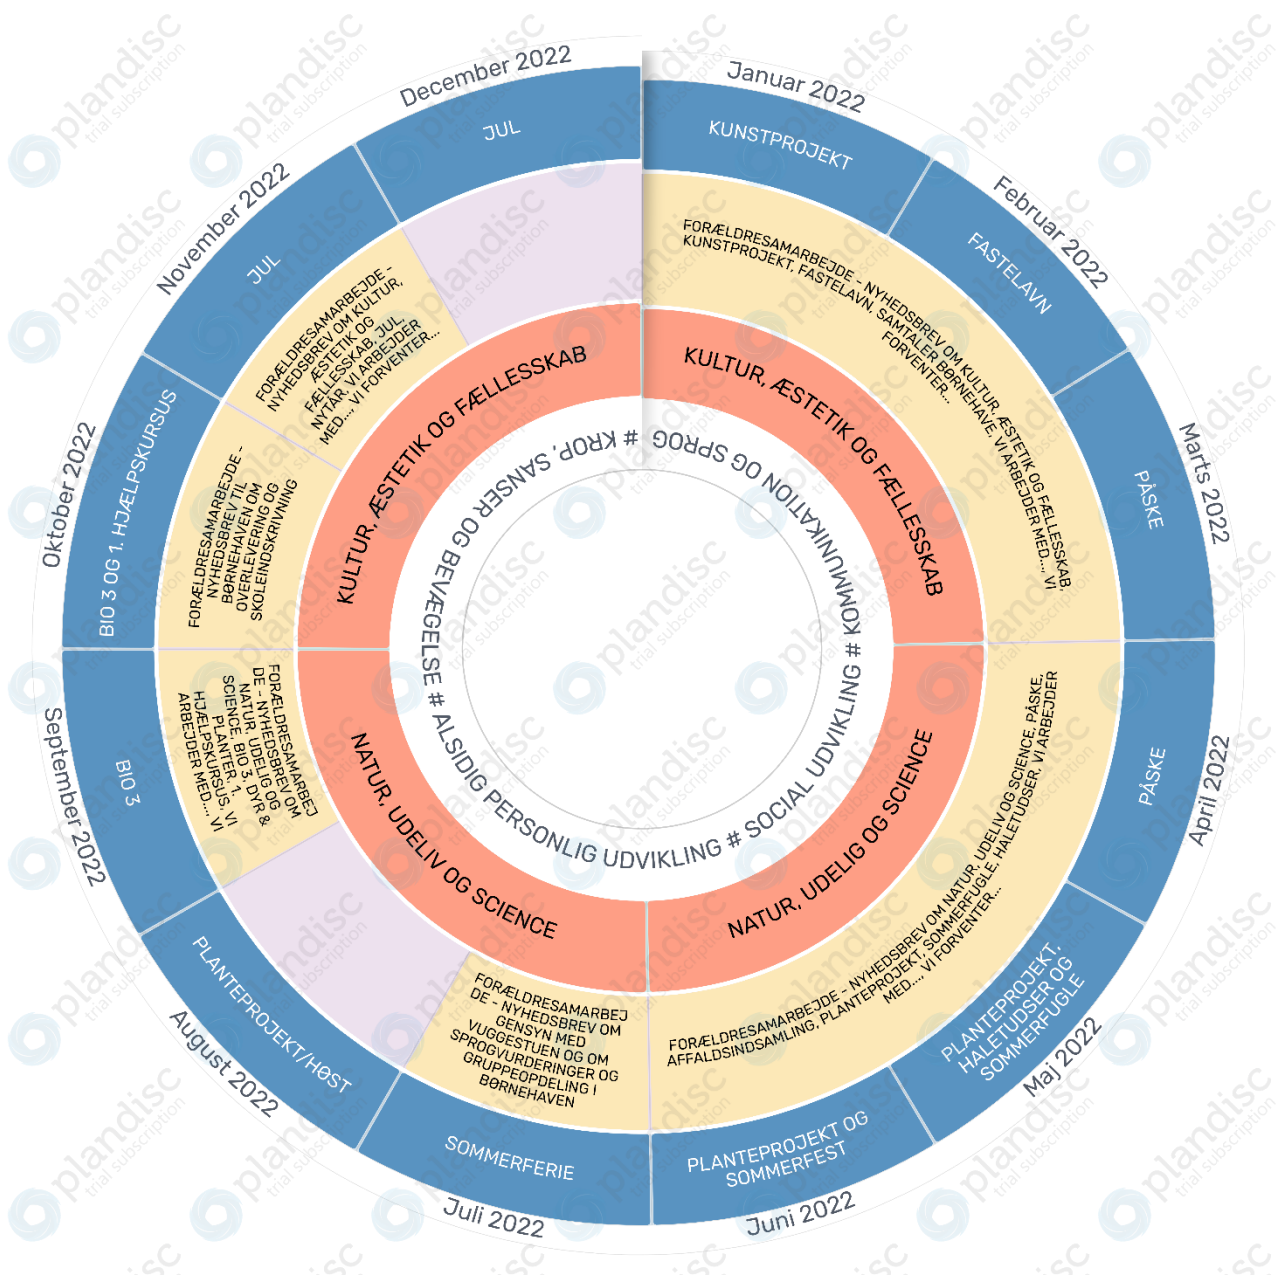 Januar 2022
Februar 2022
Marts 2022
April 2022
Maj 2022
Juni 2022
Juli 2022
August 2022
September 2022
Oktober 2022
November 2022
December 2022
KUNSTPROJEKT
FASTELAVN
PÅSKE
PÅSKE
PLANTEPROJEKT,
HALETUDSER OG
SOMMERFUGLE
PLANTEPROJEKT OG
SOMMERFEST
SOMMERFERIE
PLANTEPROJEKT/HØST
BIO 3
BIO 3 OG 1. HJÆLPSKURSUS
JUL
JUL
FORÆLDRESAMARBEJDE - NYHEDSBREV OM KULTUR, ÆSTETIK OG FÆLLESSKAB,
KUNSTPROJEKT, FASTELAVN, SAMTALER BØRNEHAVE, VI ARBEJDER MED..., VI
FORVENTER...
FORÆLDRESAMARBEJDE - NYHEDSBREV OM NATUR, UDELIV OG SCIENCE, PÅSKE,
AFFALDSINDSAMLING, PLANTEPROJEKT, SOMMERFUGLE, HALETUDSER, VI ARBEJDER
MED..., VI FORVENTER...
FORÆLDRESAMARBEJ
DE - NYHEDSBREV OM
GENSYN MED
VUGGESTUEN OG OM
SPROGVURDERINGER OG
GRUPPEOPDELING I
BØRNEHAVEN
FORÆLDRESAMARBEJ
DE - NYHEDSBREV OM
NATUR, UDELIG OG
SCIENCE, BIO 3, DYR &
PLANTER, 1.
HJÆLPSKURSUS, VI
ARBEJDER MED..., VI
FORÆLDRESAMARBEJDE -
NYHEDSBREV TIL
BØRNEHAVEN OM
OVERLEVERING OG
SKOLEINDSKRIVNING
FORÆLDRESAMARBEJDE -
NYHEDSBREV OM KULTUR,
ÆSTETIK OG
FÆLLESSKAB, JUL,
NYTÅR, VI ARBEJDER
MED..., VI FORVENTER...
KULTUR, ÆSTETIK OG FÆLLESSKAB
NATUR, UDELIG OG SCIENCE
NATUR, UDELIV OG SCIENCE
KULTUR, ÆSTETIK OG FÆLLESSKAB
# KROP, SANSER OG BEVÆGELSE # ALSIDIG PERSONLIG UDVIKLING # SOCIAL UDVIKLING # KOMMUNIKATION OG SPROG
plandisc
trial subscription